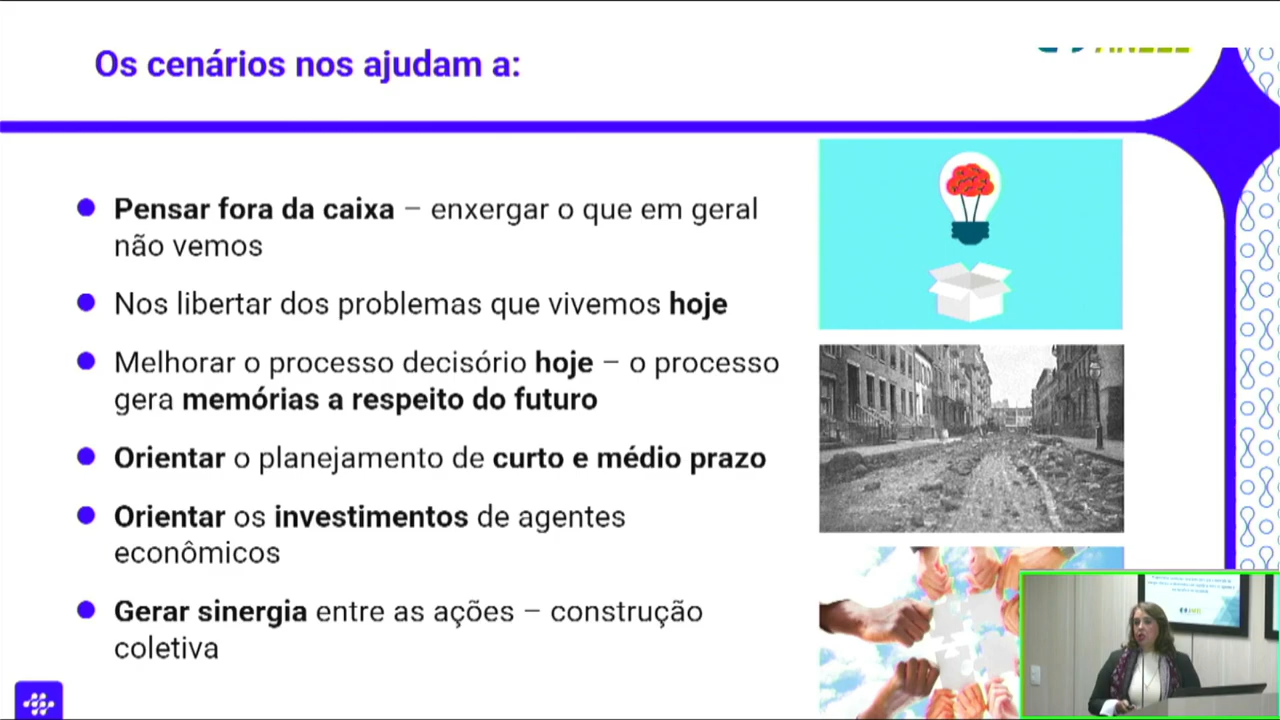 Os cenários nos ajudam a:
Pensar fora da caixa – enxergar o que em geral
não vemos
Nos libertar dos problemas que vivemos hoje
Melhorar o processo decisório hoje – o processo
gera memórias a respeito do futuro
Orientar o planejamento de curto e médio prazo
Orientar os investimentos de agentes
econômicos
Gerar sinergia entre as ações – construção
coletiva